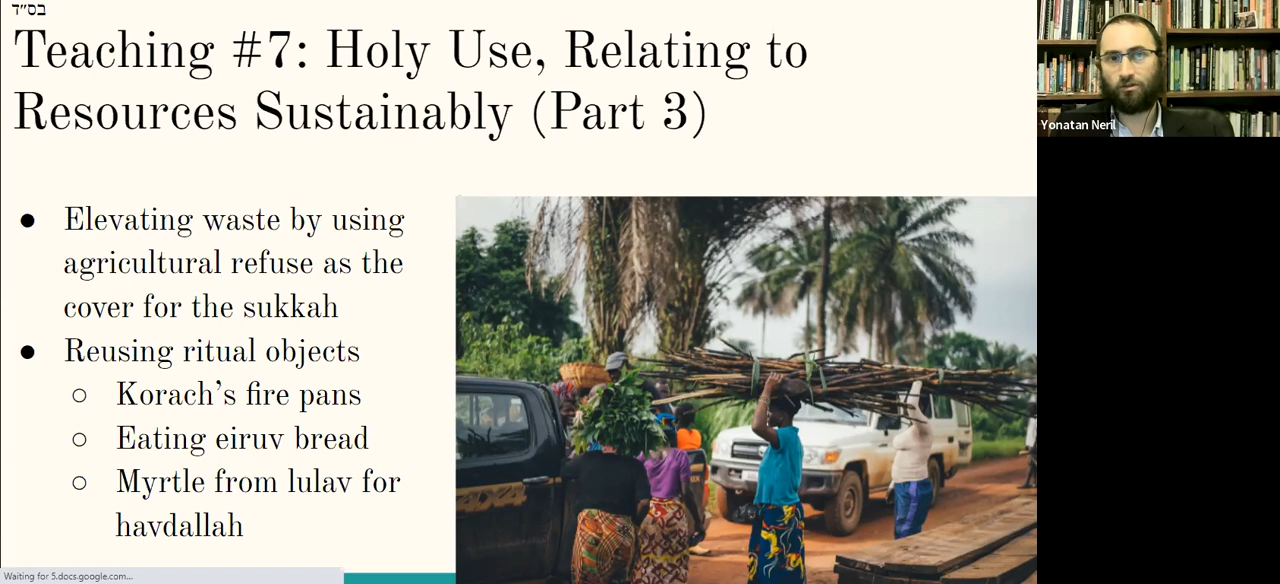 בס״ד
Teaching #7: Holy Use, Relating to
Resources Sustainably (Part 3)
Yonatan Neril
● Elevating waste by using
agricultural refuse as the
cover for the sukkah
● Reusing ritual objects
○ Korach's fire pans
○ Eating eiruv bread
○ Myrtle from lulav for
havdallah
Waiting for 5.docs.google.com...